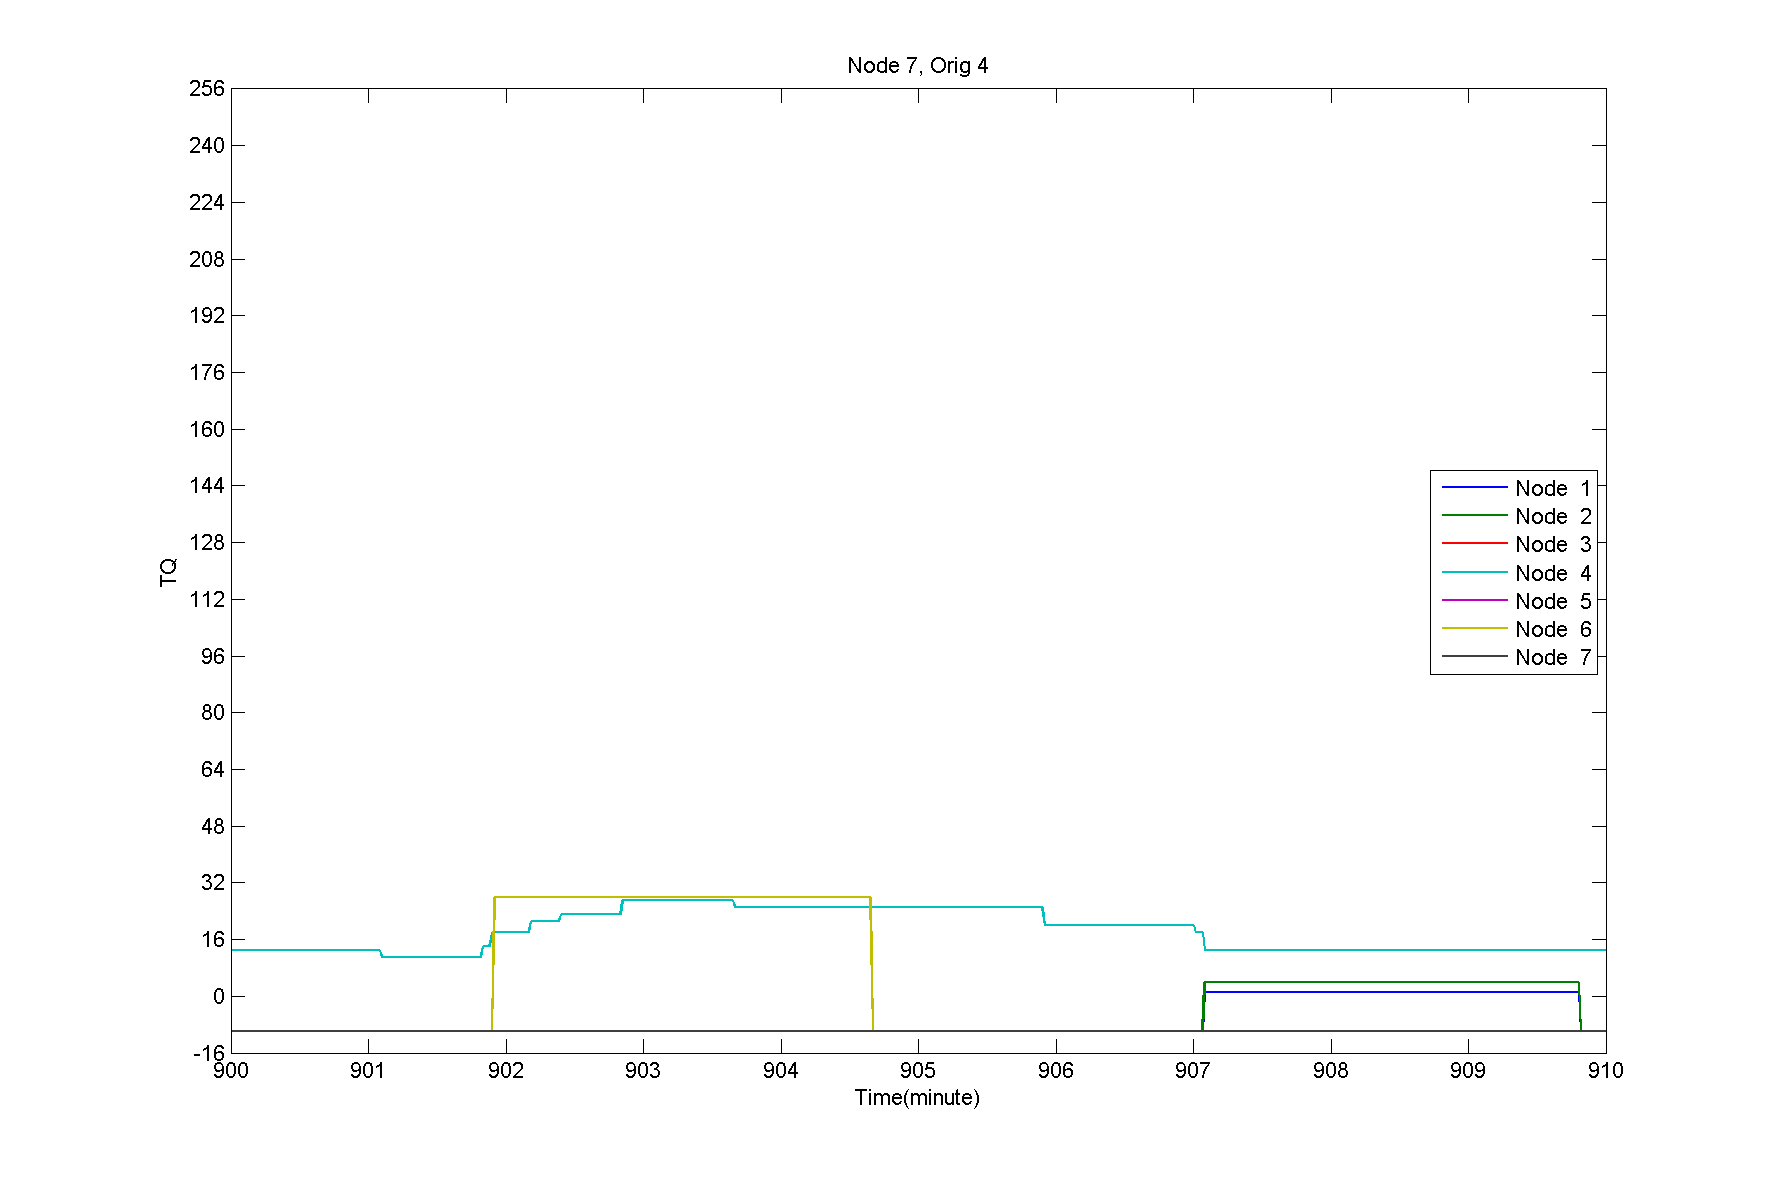 Node 7, Orig 4
256
240
224
208
192
176
160
144
128
112
96
80
64
48
32
16
0
-16
TQ
Node 1
Node 2
Node 3
Node 4
Node 5
Node 6
Node 7
900 901 902 903 904 905 906 907 908 909 910
Time(minute)